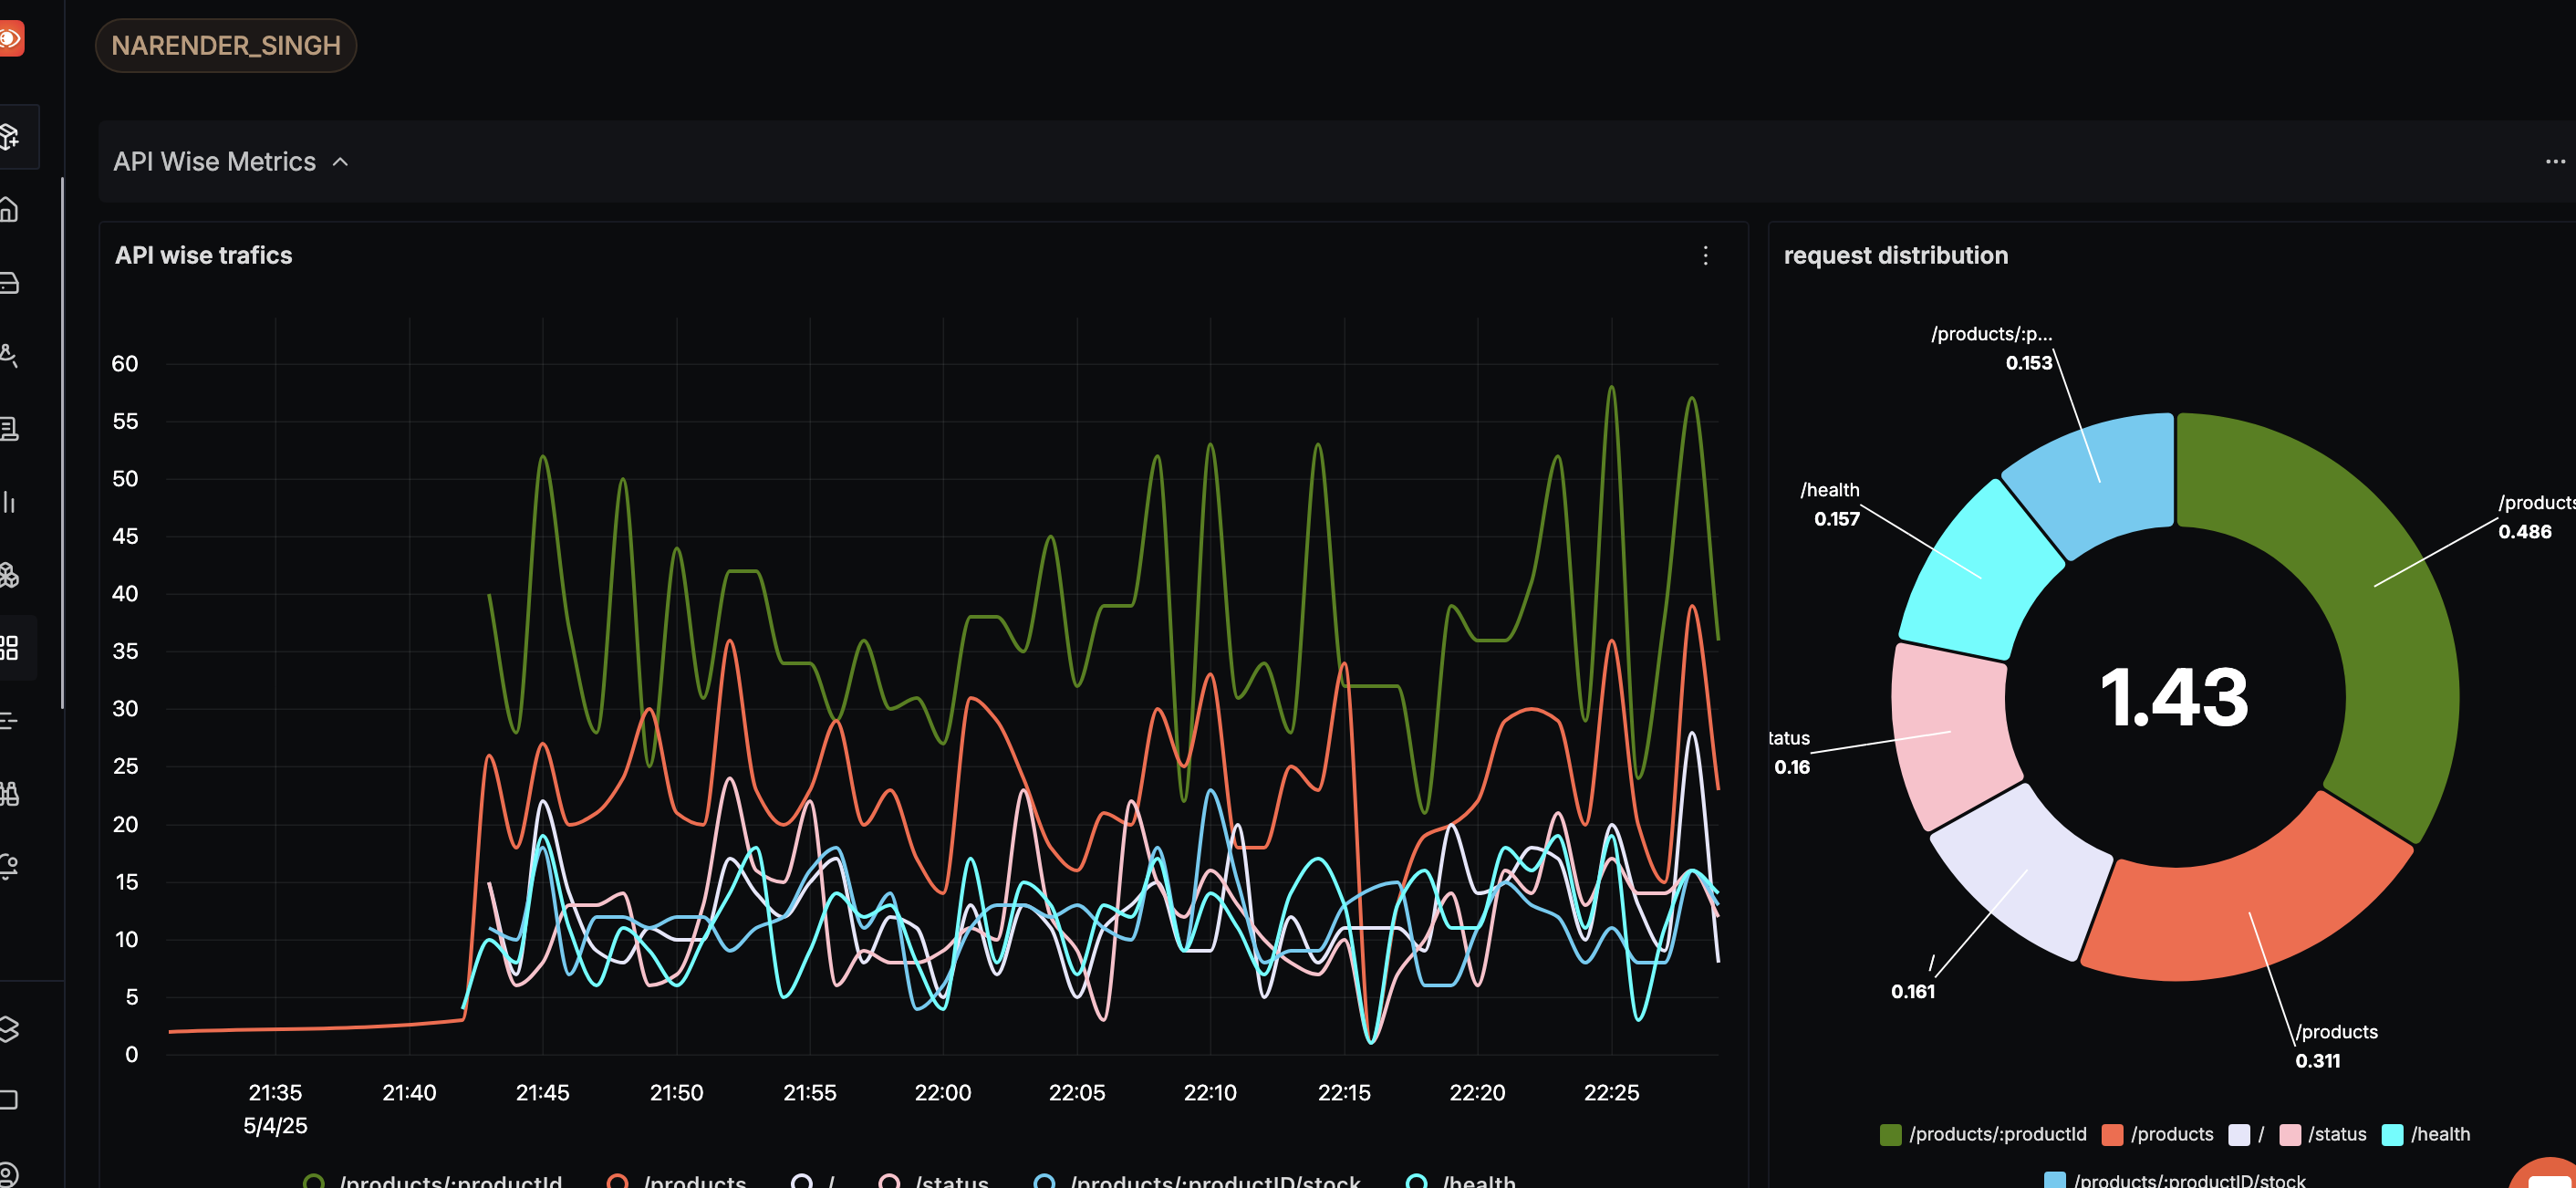 NARENDER_SINGH
API Wise Metrics
API wise trafics
60
55
50
45
40
35
30
25
20
15
10
5
0
21:35
21:40
21:45
21:50
21:55
22:00
22:05
22:10
22:15
22:20
22:25
5/4/25
/products/:productId
/products
/
/status
/products/:productID/stock
/health
request distribution
/products/:p...
0.153
/health
0.157
tatus
0.16
/
0.161
/products
0.311
/products
0.486
1.43
/products/:productId
/products
/
/status
/health
/products/:productID/stock